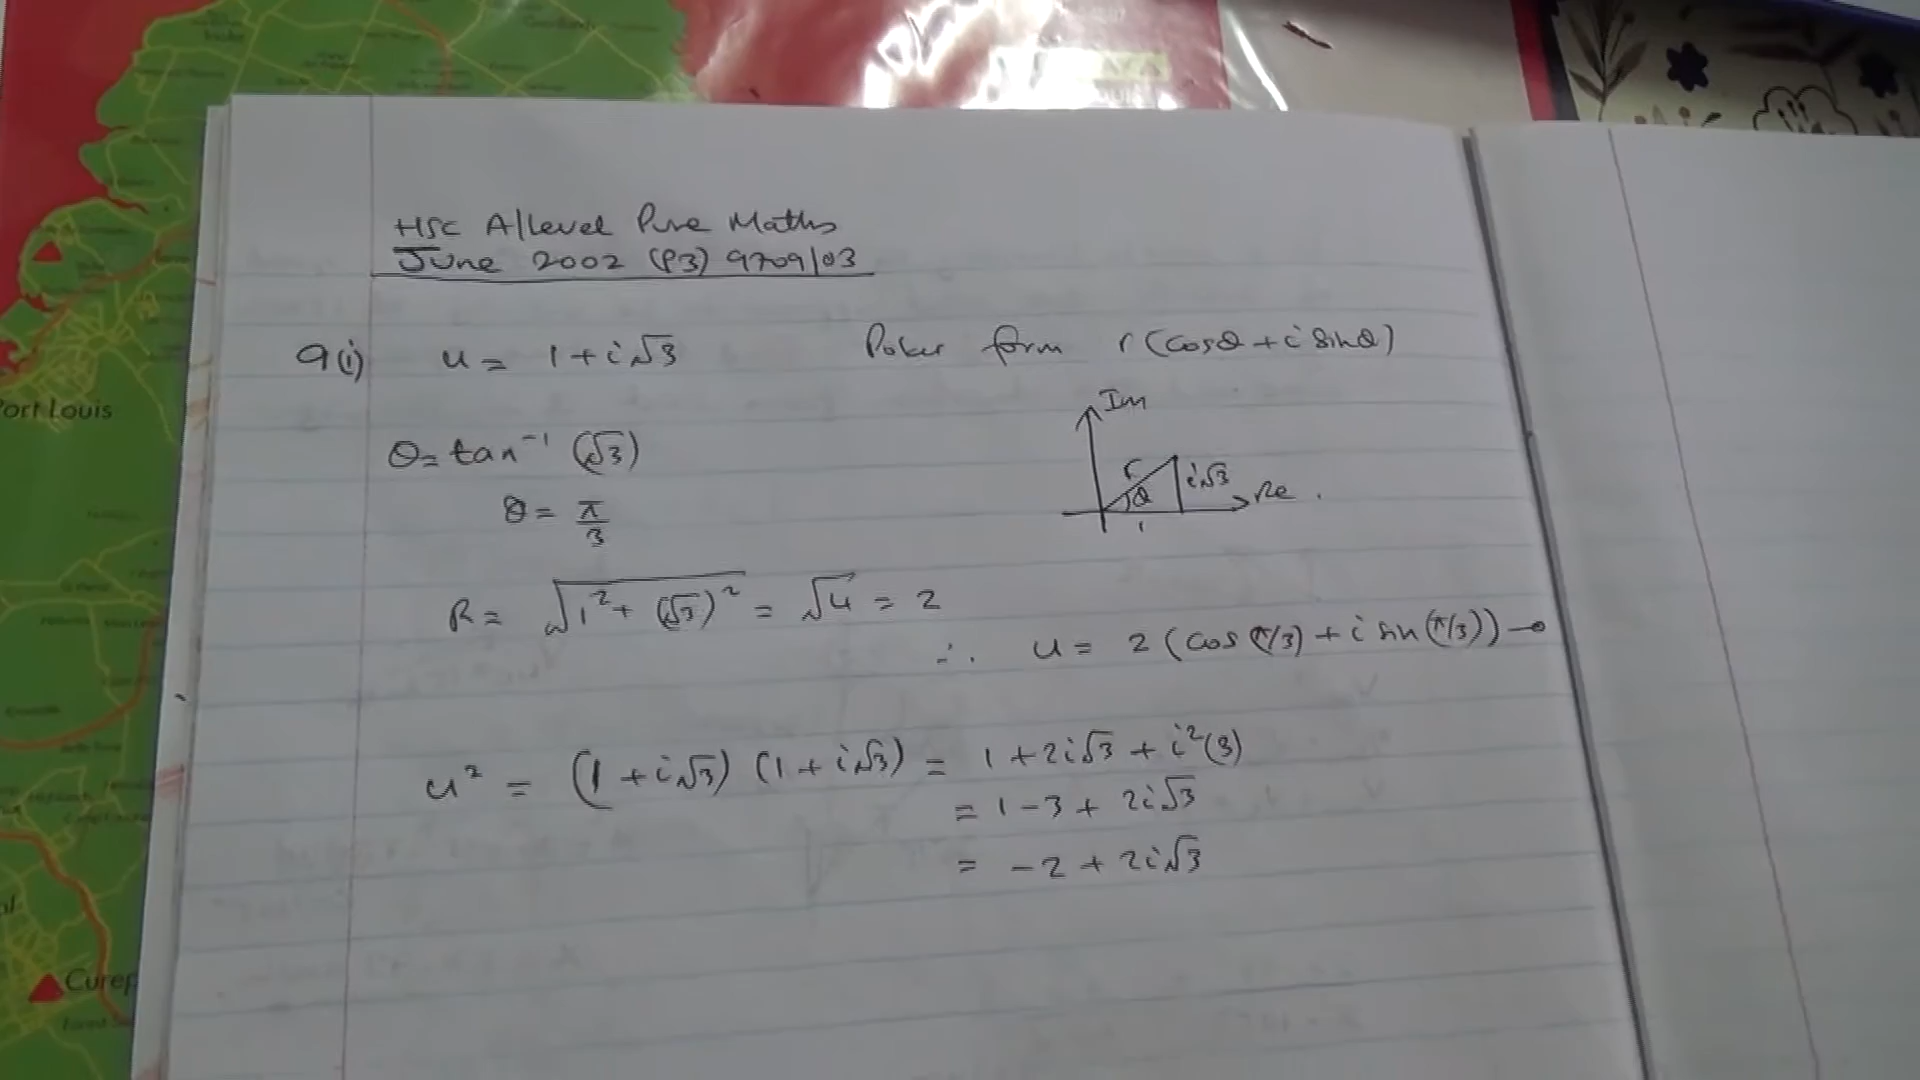 HSC A/Level Pure Maths
June 2002 (P3) 9709/03
9(i) u = 1 + i√3 Polar form r(cosθ + i sinθ)
Im
θ = tan⁻¹ (√3)
r θ i√3 Re
1
θ = π/3
R = √(1² + (√3)²) = √4 = 2
∴ u = 2 (cos(π/3) + i sin(π/3))
u² = (1 + i√3) (1 + i√3) = 1 + 2i√3 + i²(3)
= 1 - 3 + 2i√3
= -2 + 2i√3
Port Louis
Curep